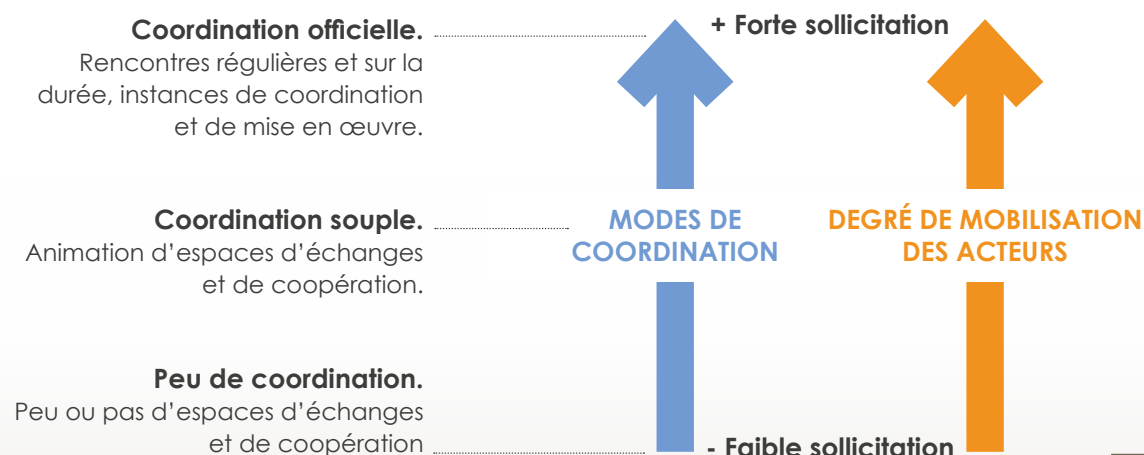 Coordination officielle.
Rencontres régulières et sur la
durée, instances de coordination
et de mise en œuvre.
+ Forte sollicitation
Coordination souple.
Animation d’espaces d’échanges
et de coopération.
MODES DE
COORDINATION
DEGRÉ DE MOBILISATION
DES ACTEURS
Peu de coordination.
Peu ou pas d’espaces d’échanges
et de coopération
- Faible sollicitation